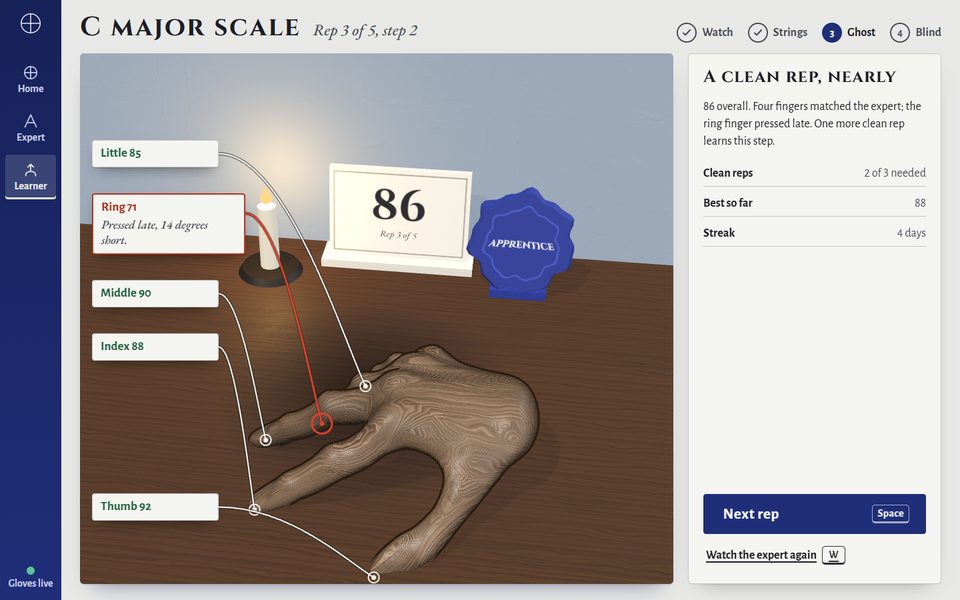 C MAJOR SCALE Rep 3 of 5, step 2
Watch Strings 3 Ghost 4 Blind
Home
Expert
Learner
Gloves live
Little 85
Ring 71
Pressed late, 14 degrees
short.
Middle 90
Index 88
Thumb 92
86
Rep 3 of 5
APPRENTICE
A CLEAN REP, NEARLY
86 overall. Four fingers matched the expert; the
ring finger pressed late. One more clean rep
learns this step.
Clean reps 2 of 3 needed
Best so far 88
Streak 4 days
Next rep Space
Watch the expert again W